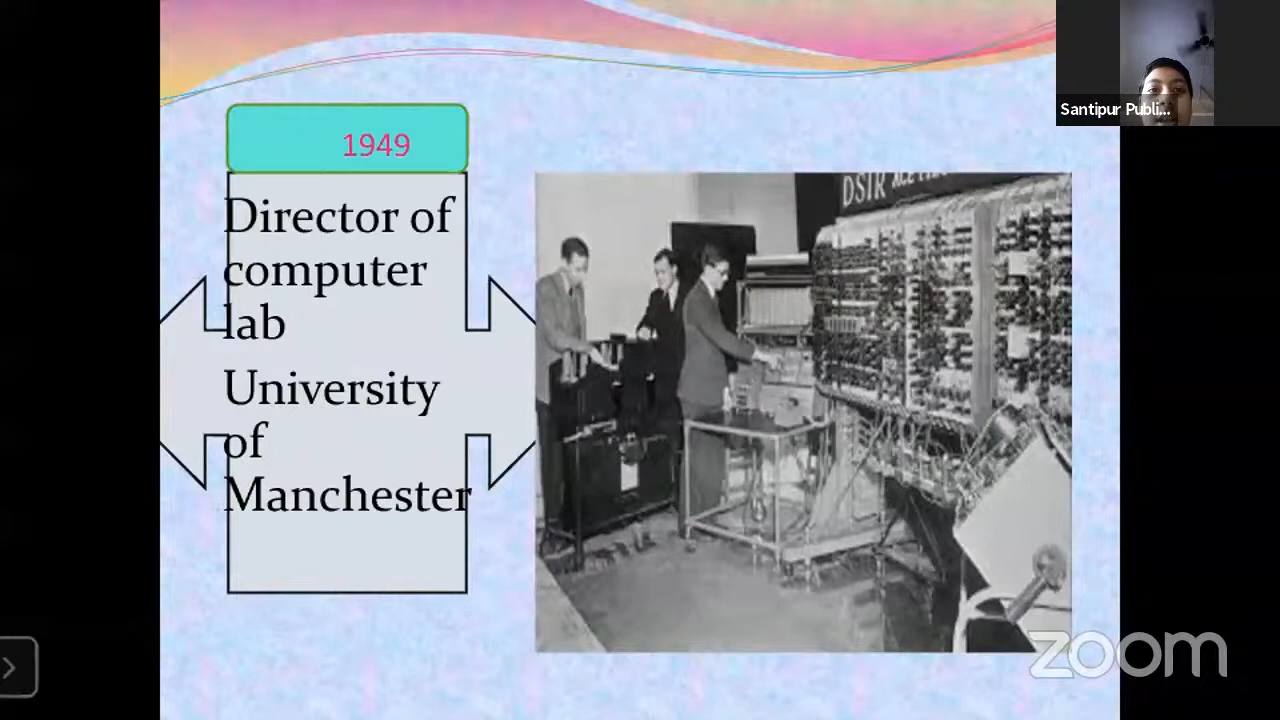 Santipur Publi...
1949
Director of
computer
lab
University
of
Manchester
DSIR
zoom